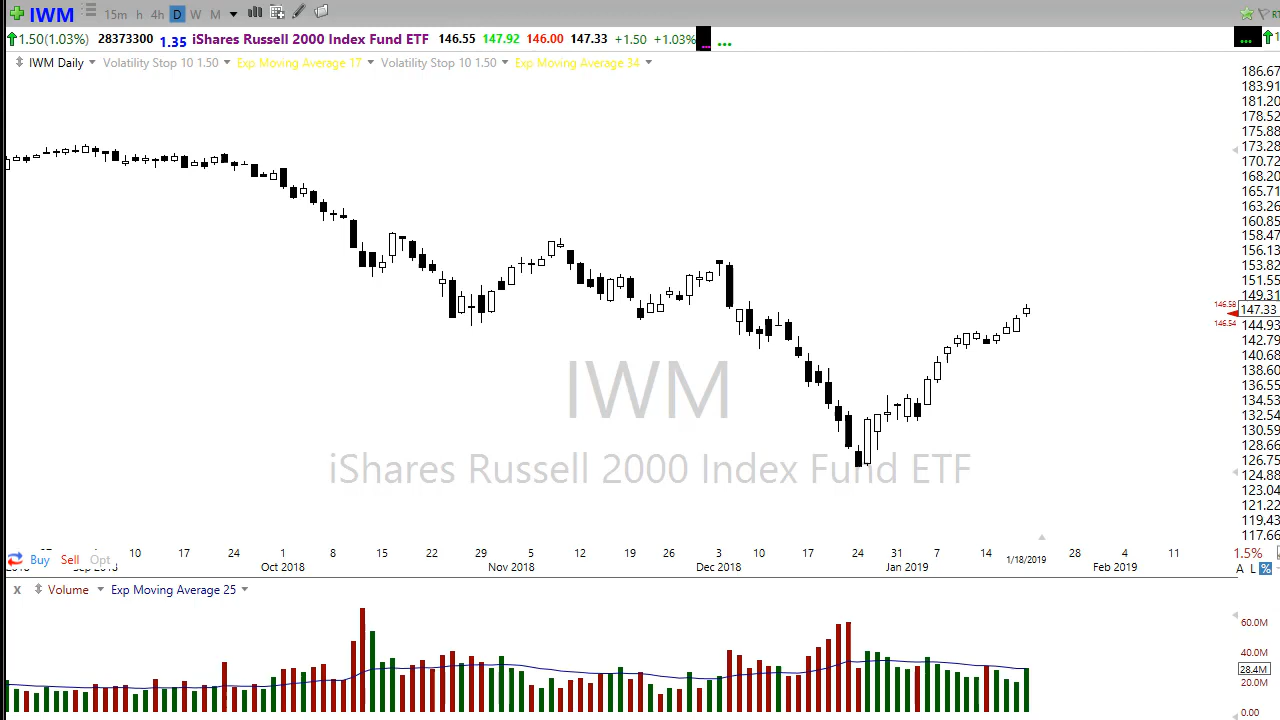 IWM 15m h 4h D W M
1.50(1.03%) 28373300 1.35 iShares Russell 2000 Index Fund ETF 146.55 147.92 146.00 147.33 +1.50 +1.03% ... ... ...
IWM Daily Volatility Stop 10 1.50 Exp Moving Average 17 Volatility Stop 10 1.50 Exp Moving Average 34
186.67
183.91
181.20
178.52
175.88
173.28
170.72
168.20
165.71
163.26
160.85
158.47
156.13
153.82
151.55
149.31
146.58
147.33
146.54
144.93
142.79
140.68
138.60
136.55
134.53
132.54
130.59
128.66
126.75
124.88
123.04
121.22
119.43
117.66
IWM
iShares Russell 2000 Index Fund ETF
10 17 24 1 8 15 22 29 5 12 19 26 3 10 17 24 31 7 14 28 4 11 1.5%
Buy Sell Opt
Oct 2018 Nov 2018 Dec 2018 Jan 2019 1/18/2019 Feb 2019 A L %
X Volume Exp Moving Average 25
60.0M
40.0M
28.4M
20.0M
0.00